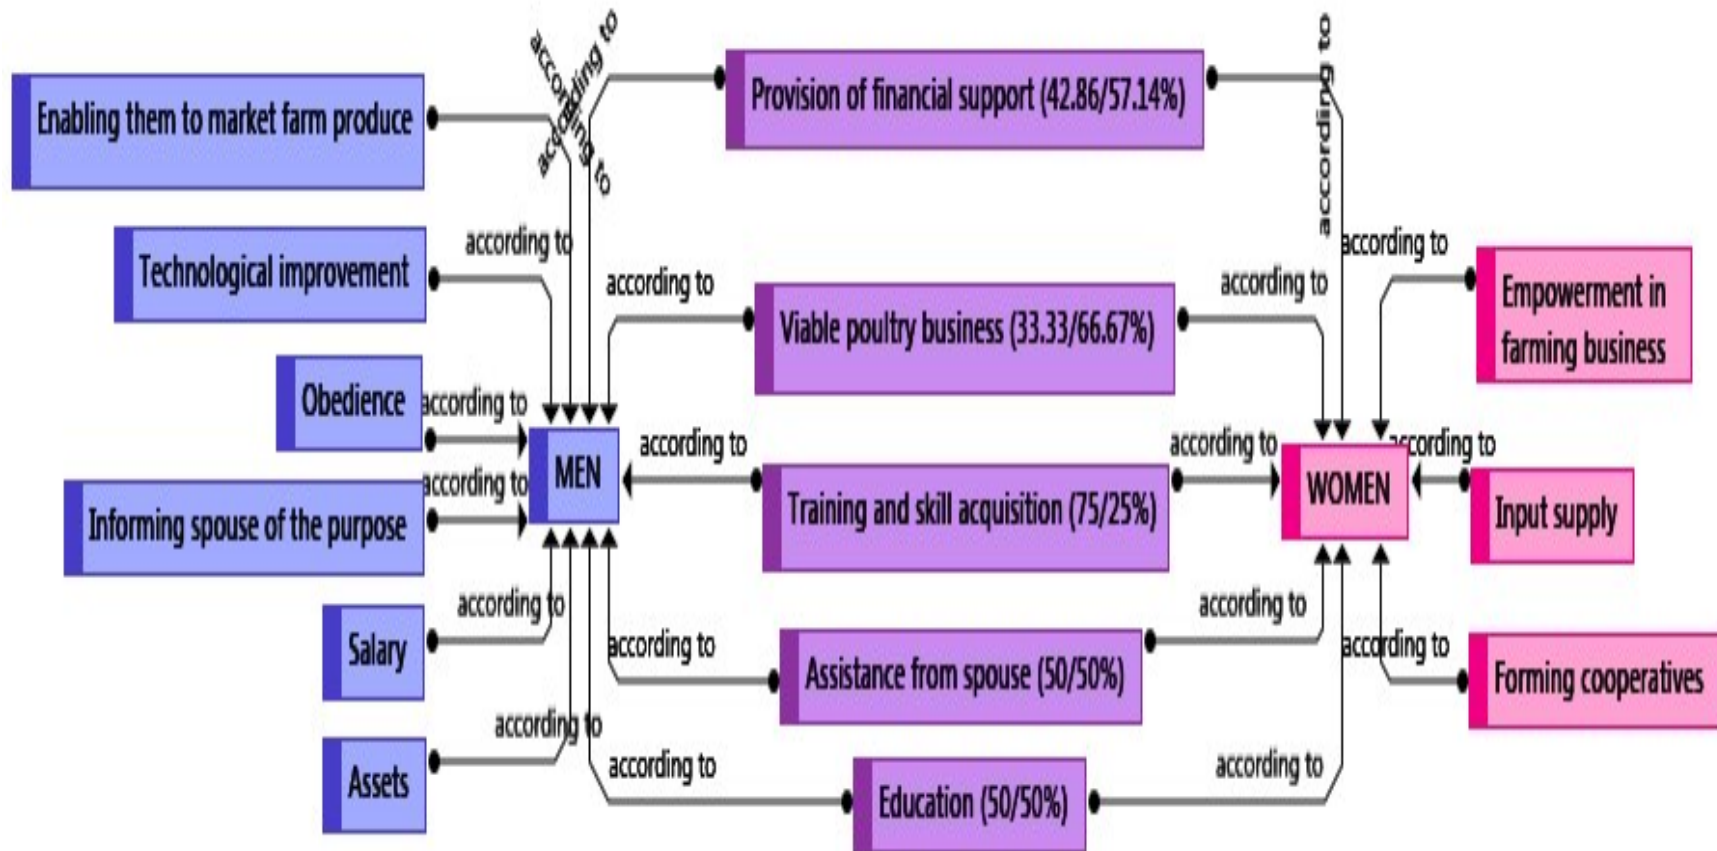 according to
according to
according to
Provision of financial support (42.86/57.14%)
Enabling them to market farm produce
according to
according to
Technological improvement
according to
according to
Empowerment in
farming business
Viable poultry business (33.33/66.67%)
Obedience
according to
according to
according to
according to
MEN
according to
WOMEN
Training and skill acquisition (75/25%)
Input supply
Informing spouse of the purpose
according to
according to
Salary
according to
according to
Assistance from spouse (50/50%)
Forming cooperatives
according to
according to
according to
Assets
Education (50/50%)